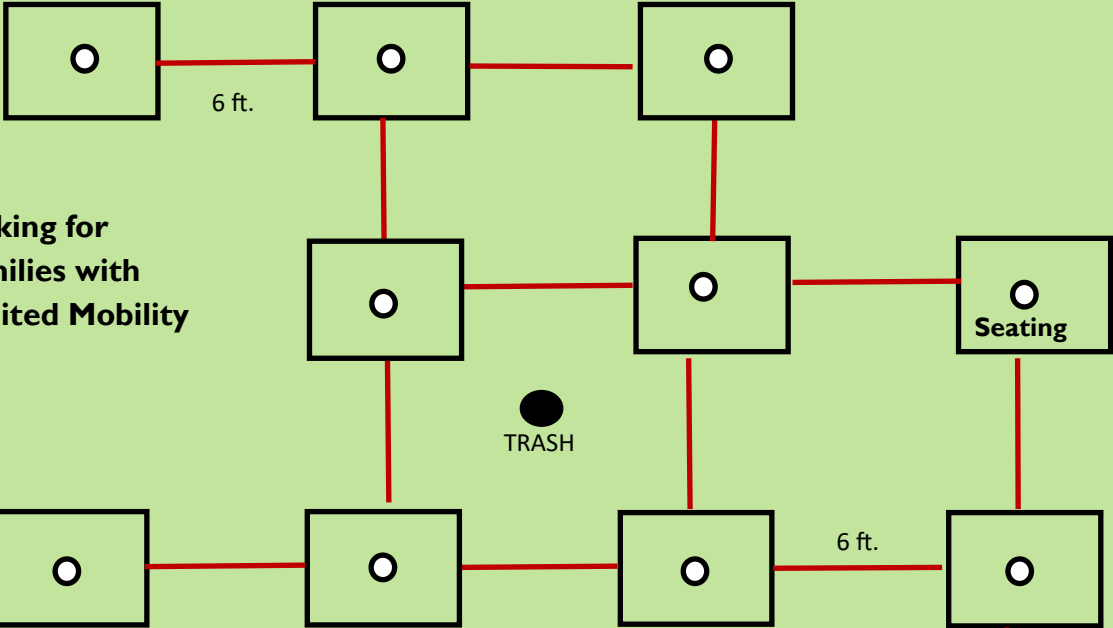 6 ft.
king for
nilies with
ited Mobility
Seating
TRASH
6 ft.